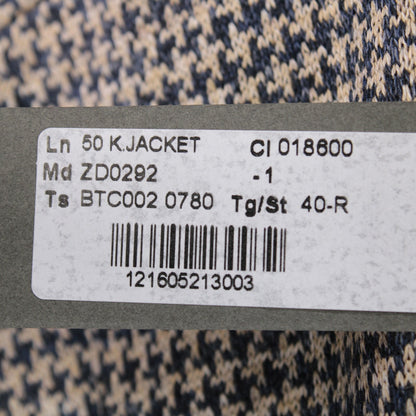 Ln 50 K.JACKET Cl 018600
Md ZD0292 -1
Ts BTC002 0780 Tg/St 40-R
121605213003